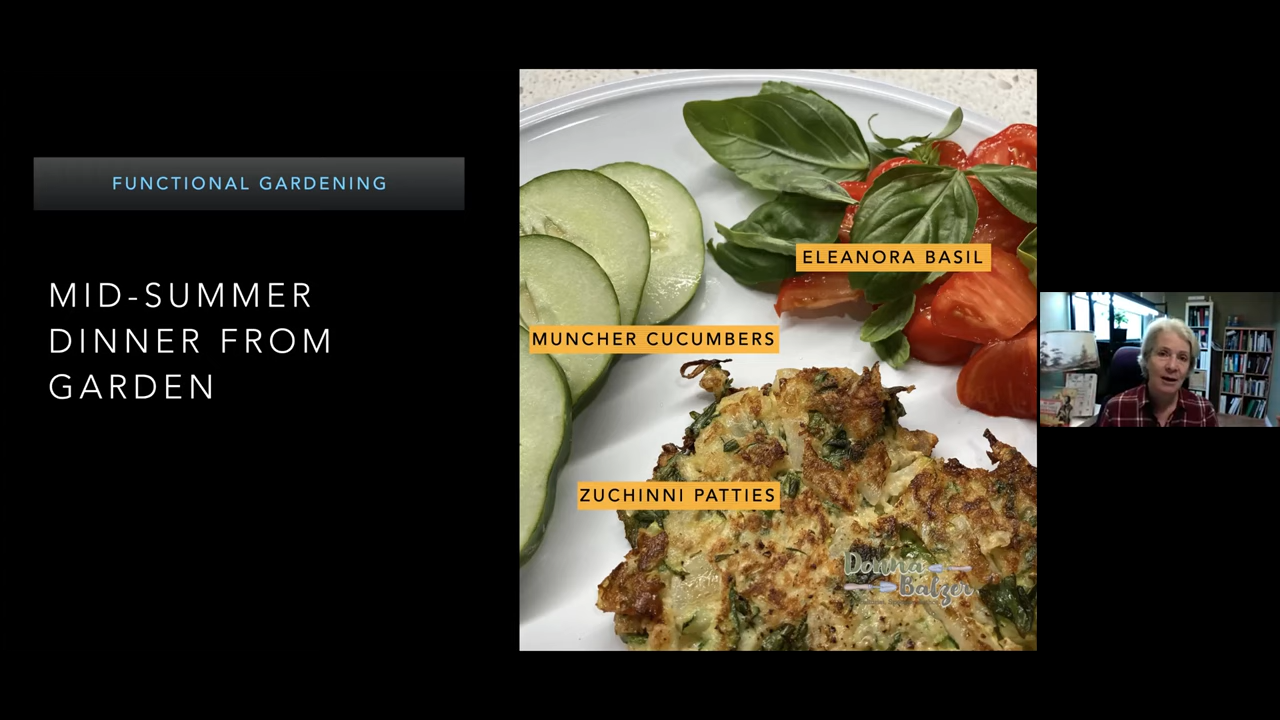 FUNCTIONAL GARDENING
MID-SUMMER
DINNER FROM
GARDEN
ELEANORA BASIL
MUNCHER CUCUMBERS
ZUCHINNI PATTIES
Donna
Balzer